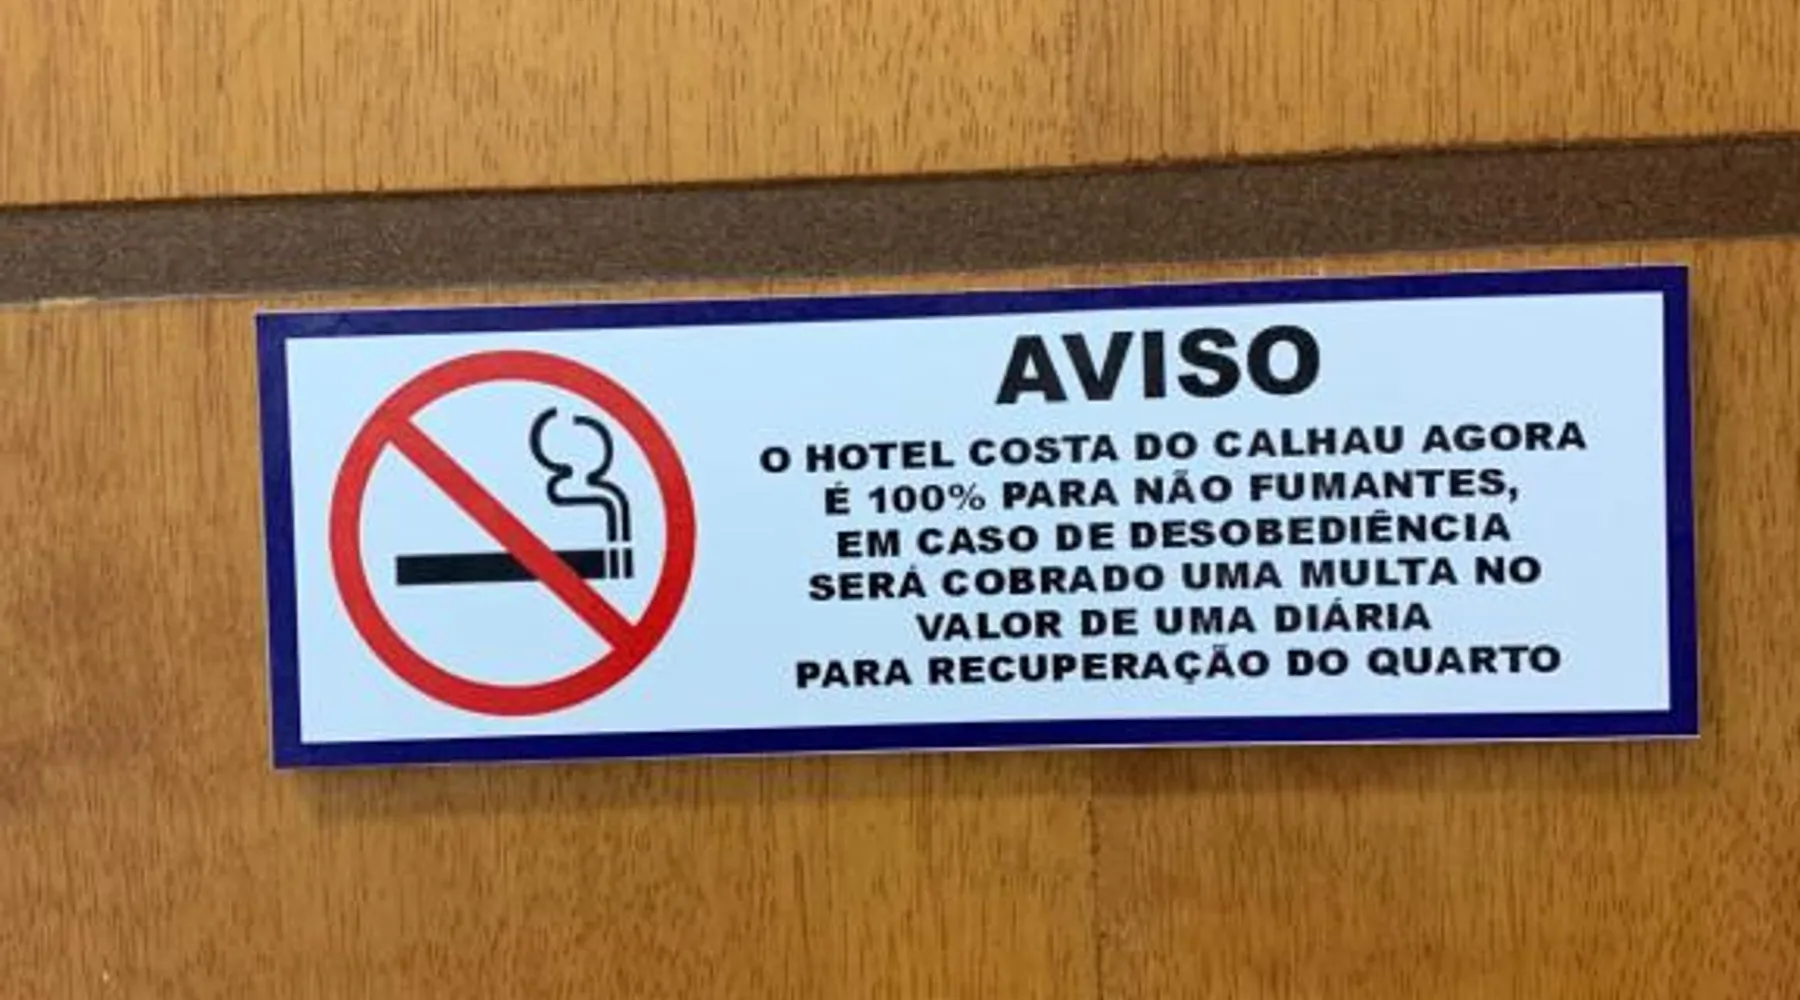 AVISO
O HOTEL COSTA DO CALHAU AGORA
É 100% PARA NÃO FUMANTES,
EM CASO DE DESOBEDIÊNCIA
SERÁ COBRADO UMA MULTA NO
VALOR DE UMA DIÁRIA
PARA RECUPERAÇÃO DO QUARTO